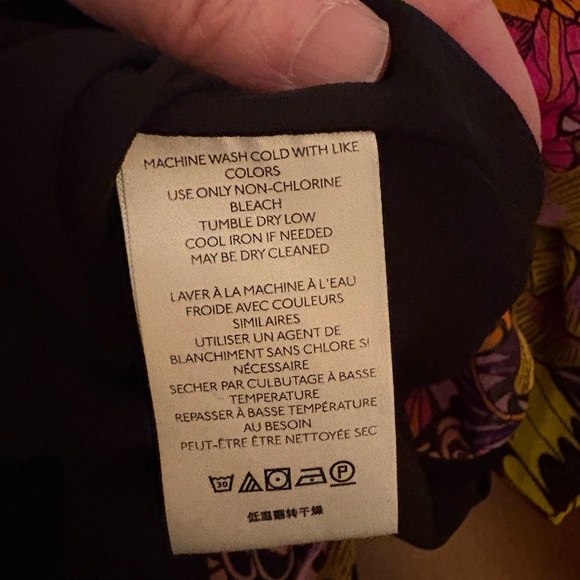 MACHINE WASH COLD WITH LIKE
COLORS
USE ONLY NON-CHLORINE
BLEACH
TUMBLE DRY LOW
COOL IRON IF NEEDED
MAY BE DRY CLEANED
LAVER À LA MACHINE À L'EAU
FROIDE AVEC COULEURS
SIMILAIRES
UTILISER UN AGENT DE
BLANCHIMENT SANS CHLORE SI
NÉCESSAIRE
SECHER PAR CULBUTAGE À BASSE
TEMPERATURE
REPASSER À BASSE TEMPÉRATURE
AU BESOIN
PEUT-ÊTRE ÊTRE NETTOYÉE SEC
30 P
低温翻转干燥